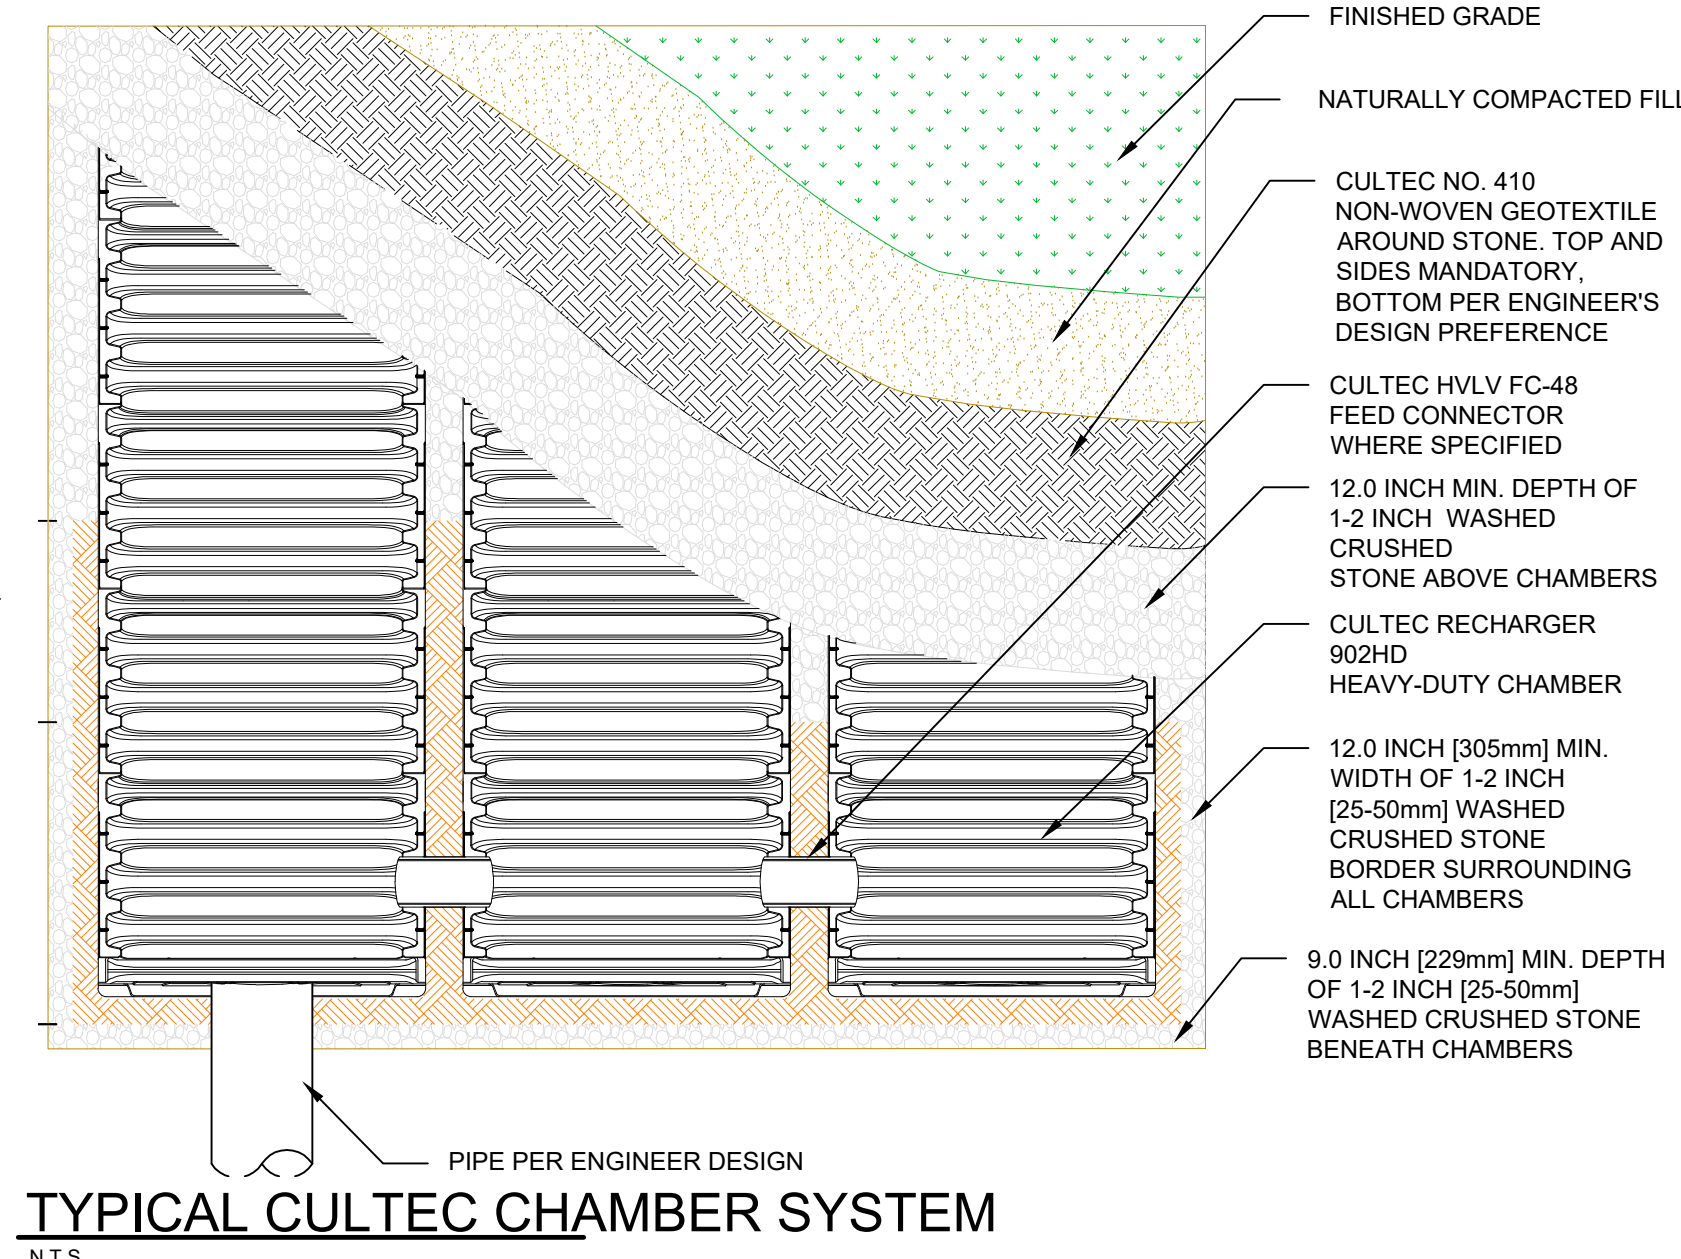 FINISHED GRADE
NATURALLY COMPACTED FILL
CULTEC NO. 410
NON-WOVEN GEOTEXTILE
AROUND STONE. TOP AND
SIDES MANDATORY,
BOTTOM PER ENGINEER'S
DESIGN PREFERENCE
CULTEC HVLV FC-48
FEED CONNECTOR
WHERE SPECIFIED
12.0 INCH MIN. DEPTH OF
1-2 INCH WASHED
CRUSHED
STONE ABOVE CHAMBERS
CULTEC RECHARGER
902HD
HEAVY-DUTY CHAMBER
12.0 INCH [305mm] MIN.
WIDTH OF 1-2 INCH
[25-50mm] WASHED
CRUSHED STONE
BORDER SURROUNDING
ALL CHAMBERS
9.0 INCH [229mm] MIN. DEPTH
OF 1-2 INCH [25-50mm]
WASHED CRUSHED STONE
BENEATH CHAMBERS
PIPE PER ENGINEER DESIGN
TYPICAL CULTEC CHAMBER SYSTEM
N.T.S.